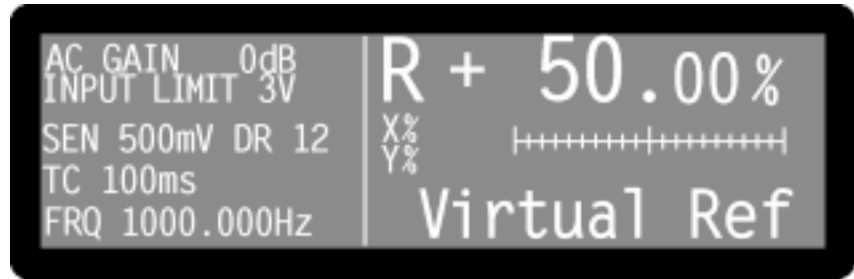 AC GAIN 0dB
INPUT LIMIT 3V
SEN 500mV DR 12
TC 100ms
FRQ 1000.000Hz
R + 50.00%
X%
Y%
Virtual Ref